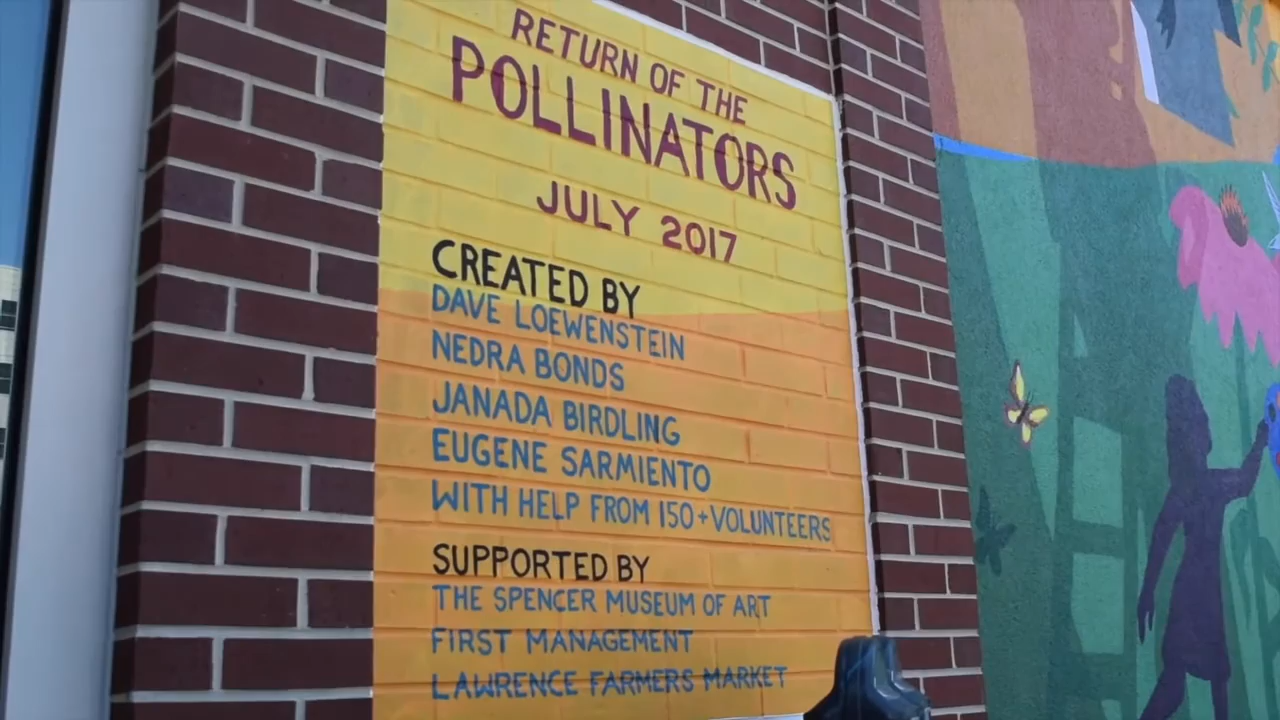 RETURN OF THE
POLLINATORS
JULY 2017
CREATED BY
DAVE LOEWENSTEIN
NEDRA BONDS
JANADA BIRDLING
EUGENE SARMIENTO
WITH HELP FROM 150+VOLUNTEERS
SUPPORTED BY
THE SPENCER MUSEUM OF ART
FIRST MANAGEMENT
LAWRENCE FARMERS MARKET